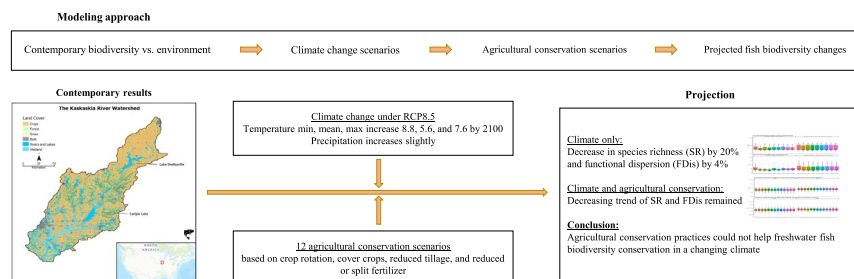 Modeling approach
Contemporary biodiversity vs. environment
Climate change scenarios
Agricultural conservation scenarios
Projected fish biodiversity changes
Contemporary results
The Kaskaskia River Watershed
Land Cover
Crops
Forest
Grass
Built
Rivers and Lakes
Wetland
Lake Shelbyville
Carlyle Lake
NORTH
AMERICA
Climate change under RCP8.5
Temperature min, mean, max increase 8.8, 5.6, and 7.6 by 2100
Precipitation increases slightly
12 agricultural conservation scenarios
based on crop rotation, cover crops, reduced tillage, and reduced
or split fertilizer
Projection
Climate only:
Decrease in species richness (SR) by 20%
and functional dispersion (FDis) by 4%
Climate and agricultural conservation:
Decreasing trend of SR and FDis remained
Conclusion:
Agricultural conservation practices could not help freshwater fish
biodiversity conservation in a changing climate